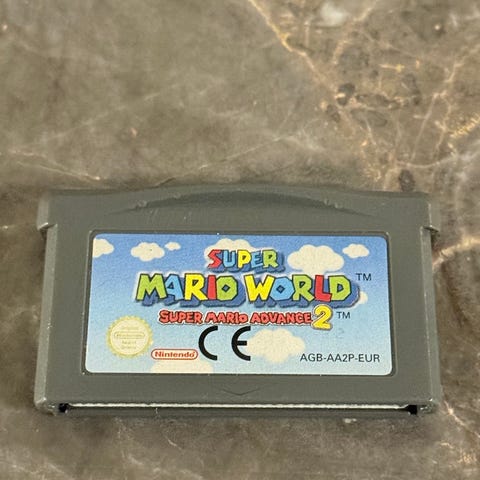 SUPER
MARIO WORLD™
SUPER MARIO ADVANCE 2™
Nintendo
CE
AGB-AA2P-EUR